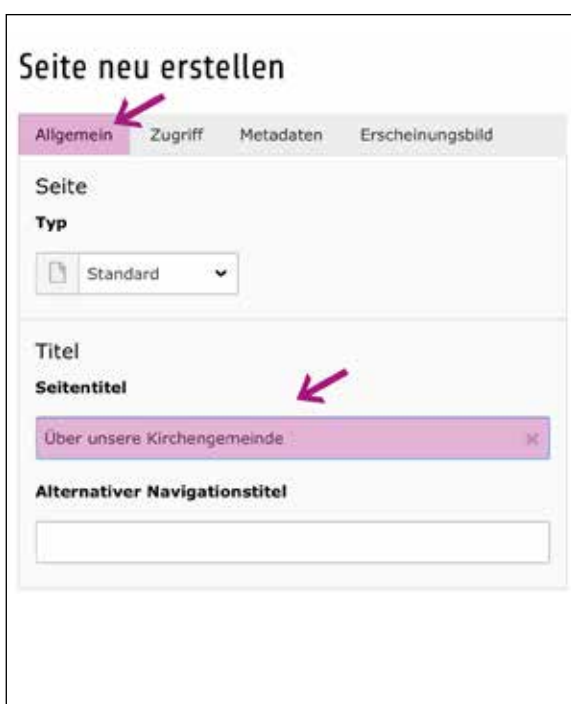 Seite neu erstellen
Allgemein Zugriff Metadaten Erscheinungsbild
Seite
Typ
Standard
Titel
Seitentitel
Über unsere Kirchengemeinde
Alternativer Navigationstitel